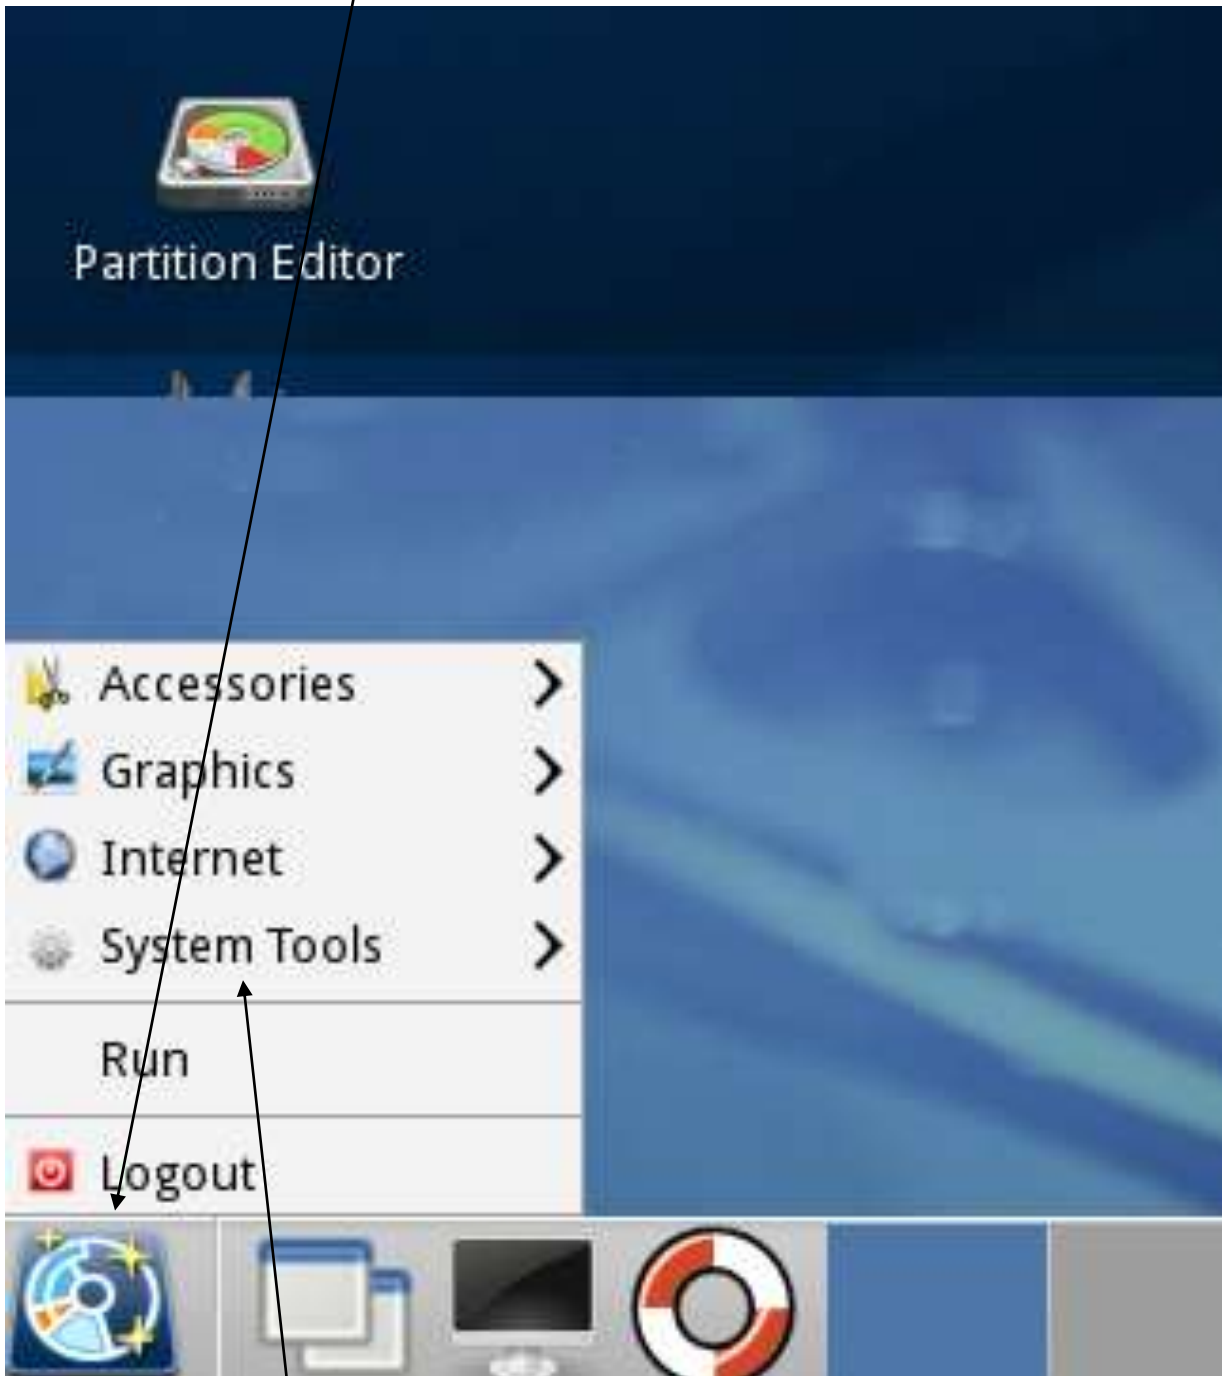 Partition Editor
Accessories
Graphics
Internet
System Tools
Run
Logout